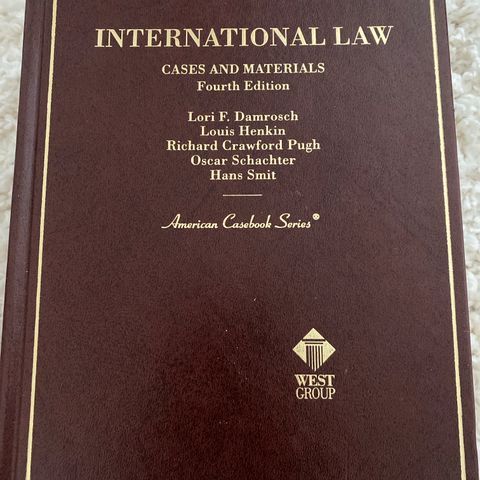 INTERNATIONAL LAW
CASES AND MATERIALS
Fourth Edition
Lori F. Damrosch
Louis Henkin
Richard Crawford Pugh
Oscar Schachter
Hans Smit
American Casebook Series®
WEST
GROUP